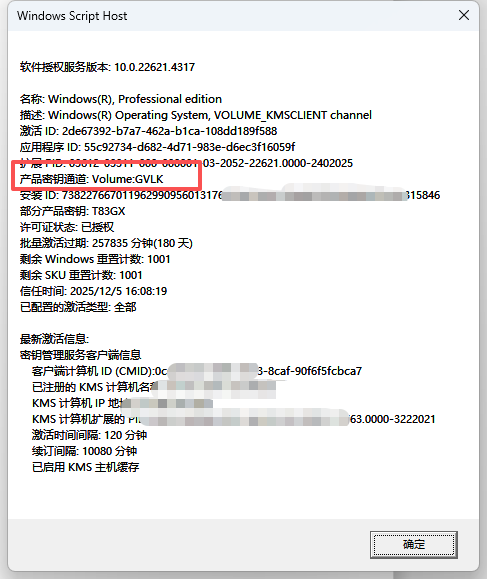 Windows Script Host
软件授权服务版本: 10.0.22621.4317
名称: Windows(R), Professional edition
描述: Windows(R) Operating System, VOLUME_KMSCLIENT channel
激活 ID: 2de67392-b7a7-462a-b1ca-108dd189f588
应用程序 ID: 55c92734-d682-4d71-983e-d6ec3f16059f
扩展 PID: 03612-03311-000-000001-03-2052-22621.0000-2402025
产品密钥通道: Volume:GVLK
安装 ID: 738227667011962990956013176 315846
部分产品密钥: T83GX
许可证状态: 已授权
批量激活过期: 257835 分钟(180 天)
剩余 Windows 重置计数: 1001
剩余 SKU 重置计数: 1001
信任时间: 2025/12/5 16:08:19
已配置的激活类型: 全部
最新激活信息:
密钥管理服务客户端信息
客户端计算机 ID (CMID):0c 3-8caf-90f6f5fcbca7
已注册的 KMS 计算机名称
KMS 计算机 IP 地址
KMS 计算机扩展的 PI 63.0000-3222021
激活时间间隔: 120 分钟
续订间隔: 10080 分钟
已启用 KMS 主机缓存
确定